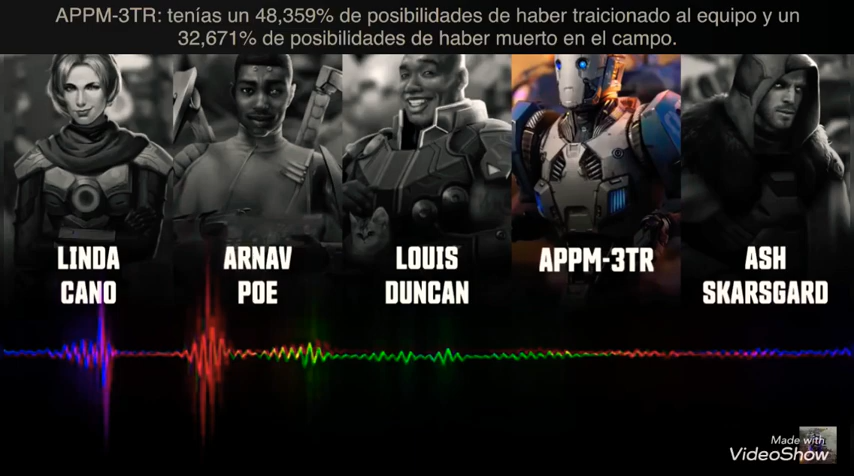 APPM-3TR: tenías un 48,359% de posibilidades de haber traicionado al equipo y un
32,671% de posibilidades de haber muerto en el campo.
LINDA
CANO
ARNAV
POE
LOUIS
DUNCAN
APPM-3TR
ASH
SKARSGARD
Made with
VideoShow